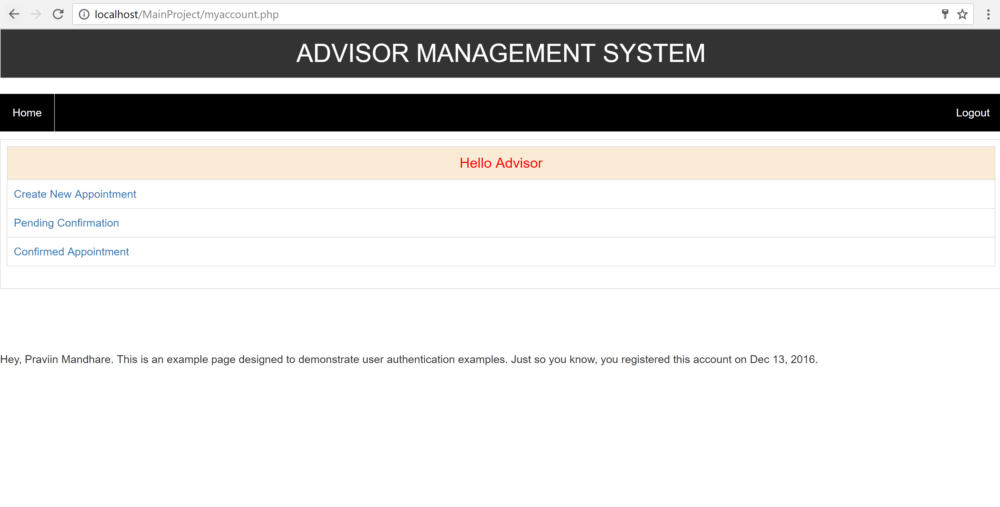 localhost/MainProject/myaccount.php
ADVISOR MANAGEMENT SYSTEM
Home
Logout
Hello Advisor
Create New Appointment
Pending Confirmation
Confirmed Appointment
Hey, Praviin Mandhare. This is an example page designed to demonstrate user authentication examples. Just so you know, you registered this account on Dec 13, 2016.